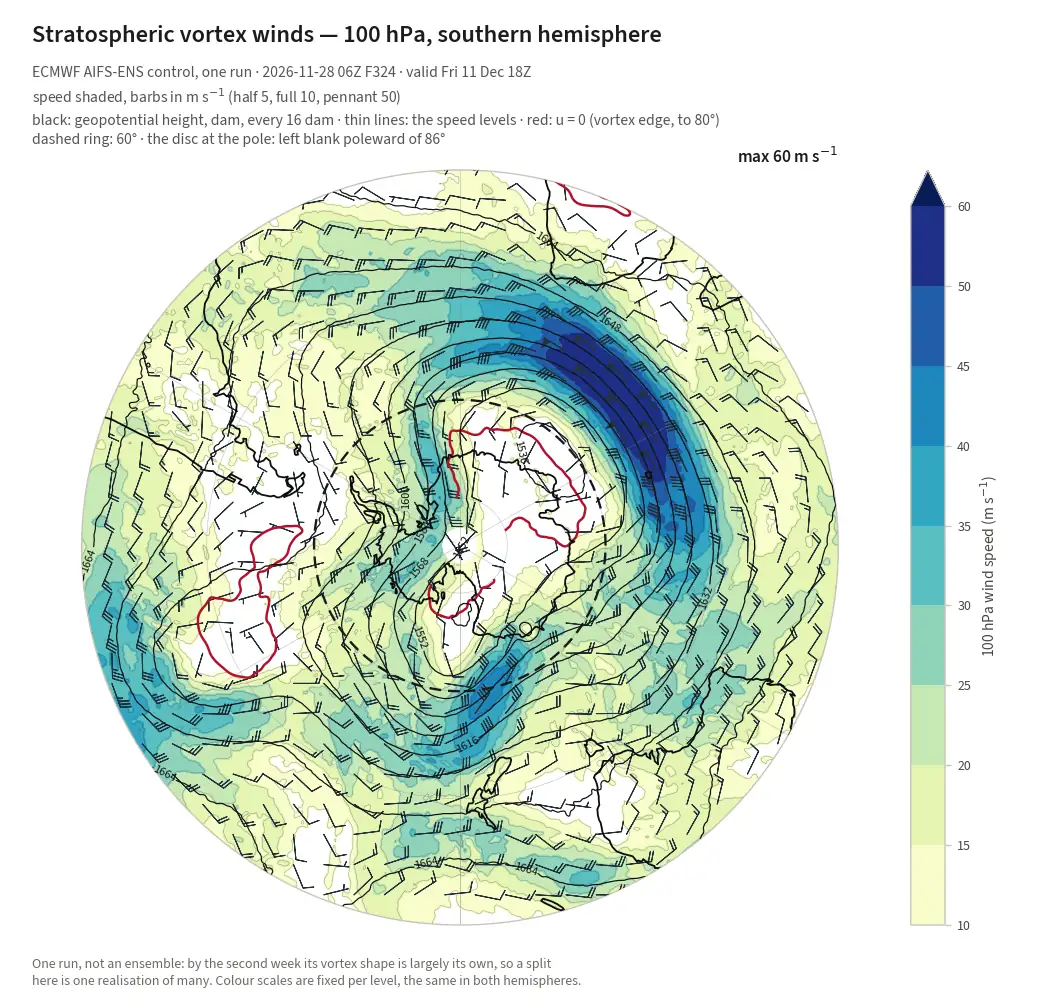 Stratospheric vortex winds — 100 hPa, southern hemisphere
ECMWF AIFS-ENS control, one run · 2026-11-28 06Z F324 · valid Fri 11 Dec 18Z
speed shaded, barbs in m s⁻¹ (half 5, full 10, pennant 50)
black: geopotential height, dam, every 16 dam · thin lines: the speed levels · red: u = 0 (vortex edge, to 80°)
dashed ring: 60° · the disc at the pole: left blank poleward of 86°
max 60 m s⁻¹
60
50
45
40
35
30
25
20
15
10
100 hPa wind speed (m s⁻¹)
1648
1536
1600
1568
1664
1632
1552
1616
1664
1664
1664
One run, not an ensemble: by the second week its vortex shape is largely its own, so a split
here is one realisation of many. Colour scales are fixed per level, the same in both hemispheres.